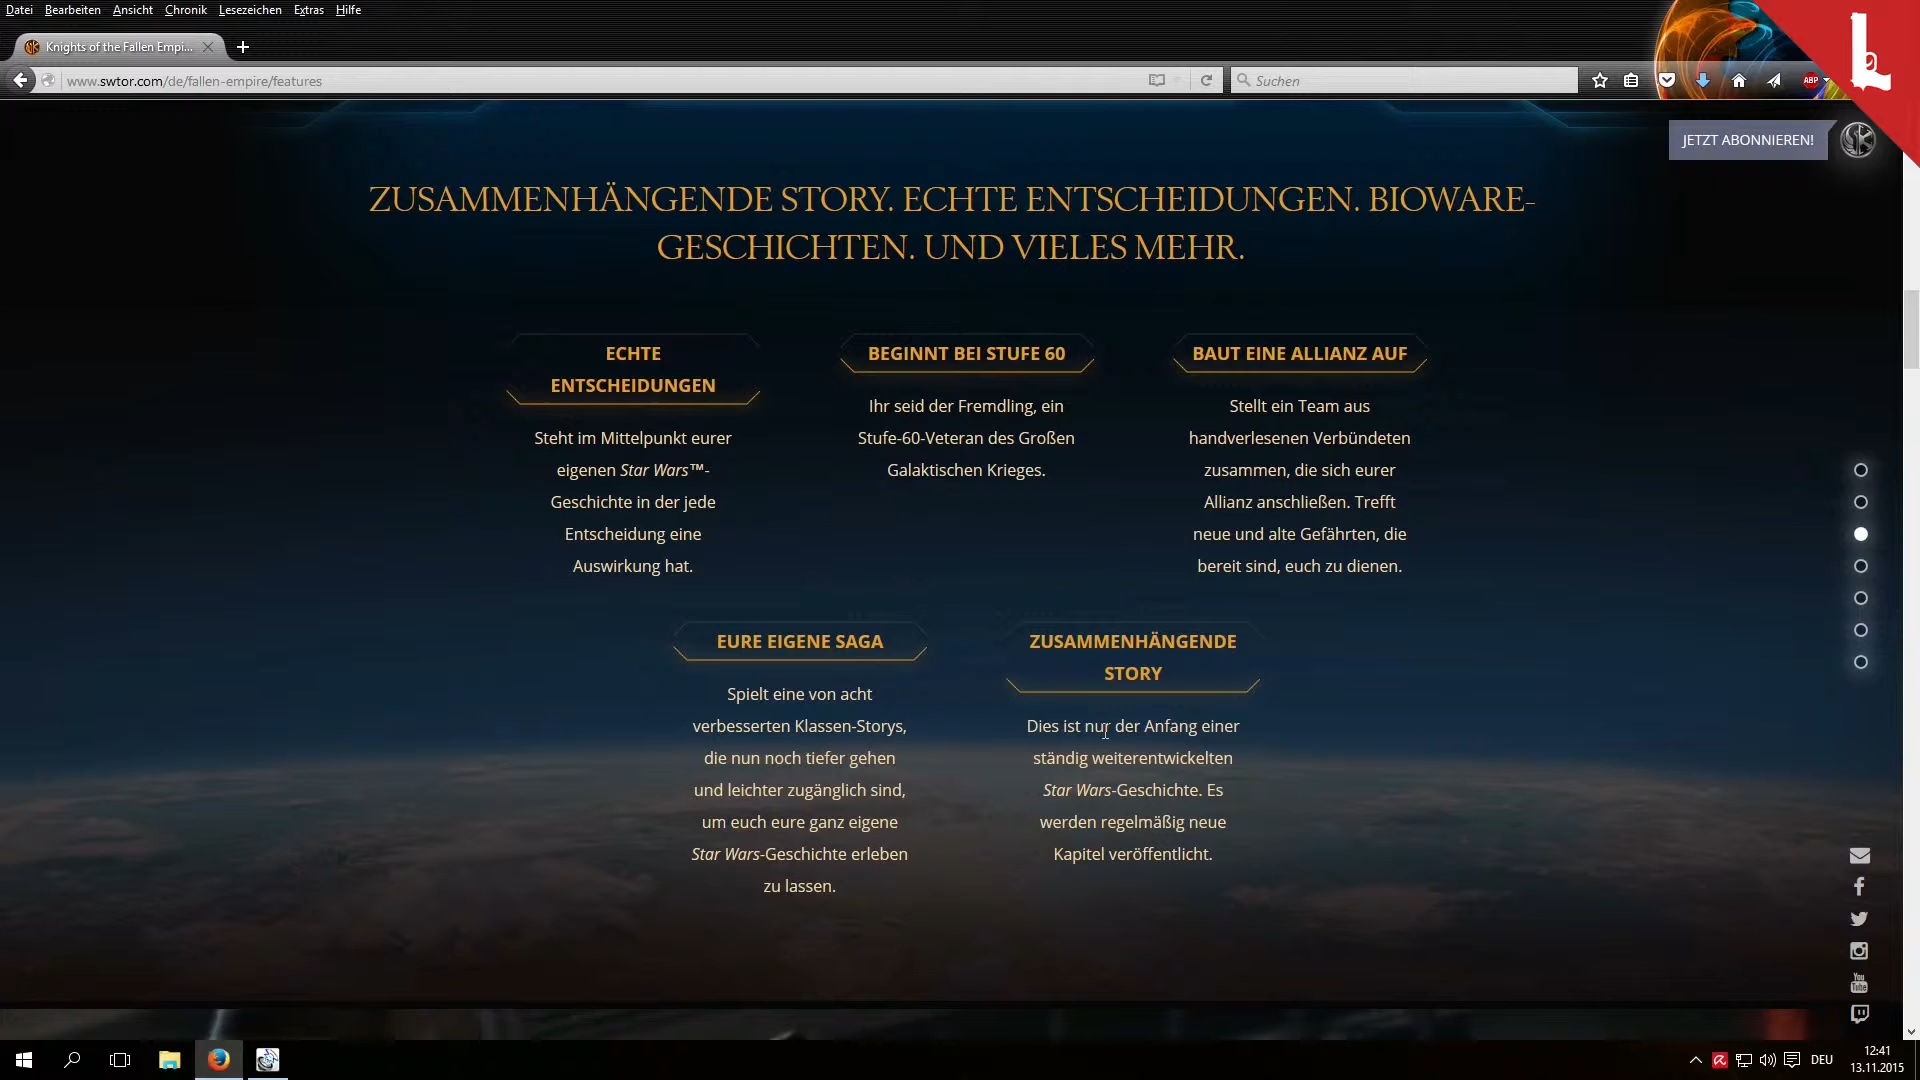 Datei Bearbeiten Ansicht Chronik Lesezeichen Extras Hilfe
Knights of the Fallen Empi...
www.swtor.com/de/fallen-empire/features
Suchen
ABP
JETZT ABONNIEREN!
ZUSAMMENHÄNGENDE STORY. ECHTE ENTSCHEIDUNGEN. BIOWARE-
GESCHICHTEN. UND VIELES MEHR.
ECHTE
ENTSCHEIDUNGEN
Steht im Mittelpunkt eurer
eigenen Star Wars™-
Geschichte in der jede
Entscheidung eine
Auswirkung hat.
BEGINNT BEI STUFE 60
Ihr seid der Fremdling, ein
Stufe-60-Veteran des Großen
Galaktischen Krieges.
BAUT EINE ALLIANZ AUF
Stellt ein Team aus
handverlesenen Verbündeten
zusammen, die sich eurer
Allianz anschließen. Trefft
neue und alte Gefährten, die
bereit sind, euch zu dienen.
EURE EIGENE SAGA
Spielt eine von acht
verbesserten Klassen-Storys,
die nun noch tiefer gehen
und leichter zugänglich sind,
um euch eure ganz eigene
Star Wars-Geschichte erleben
zu lassen.
ZUSAMMENHÄNGENDE
STORY
Dies ist nur der Anfang einer
ständig weiterentwickelten
Star Wars-Geschichte. Es
werden regelmäßig neue
Kapitel veröffentlicht.
You
Tube
DEU
12:41
13.11.2015